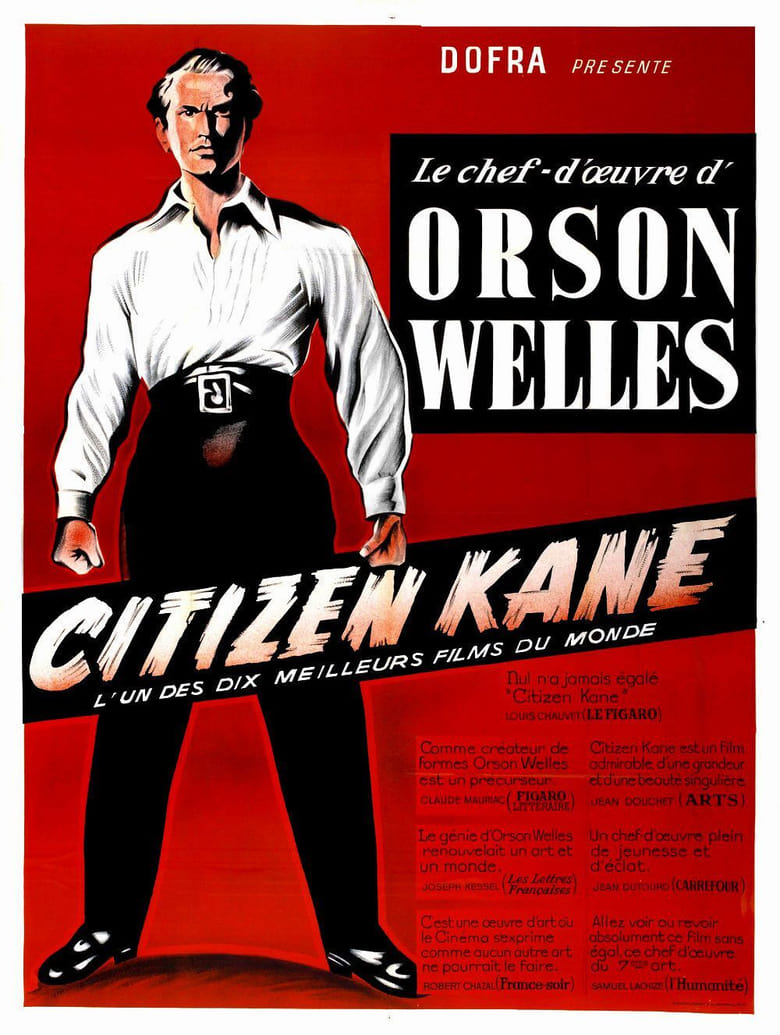 DOFRA PRESENTE
Le chef-d'œuvre d'
ORSON
WELLES
CITIZEN KANE
L'UN DES DIX MEILLEURS FILMS DU MONDE
Nul n'a jamais égalé
"Citizen Kane"
LOUIS CHAUVET (LE FIGARO)
Comme createur de
formes Orson Welles
est un précurseur.
CLAUDE MAURIAC (FIGARO
LITTÉRAIRE)
Citizen Kane est un film
admirable, d'une grandeur
et d'une beauté singulière.
JEAN DOUCHET (ARTS)
Le génie d'Orson Welles
renouvelait un art et
un monde.
JOSEPH KESSEL (Les Lettres
Françaises)
Un chef d'œuvre plein
de jeunesse et
d'éclat.
JEAN DUTOURD (CARREFOUR)
C'est une œuvre d'art où
le Cinéma s'exprime
comme aucun autre art
ne pourrait le faire.
ROBERT CHAZAL (France-soir)
Allez voir ou revoir
absolument ce film sans
égal, ce chef d'œuvre
du 7ème art.
SAMUEL LACHIZE (l'Humanité)